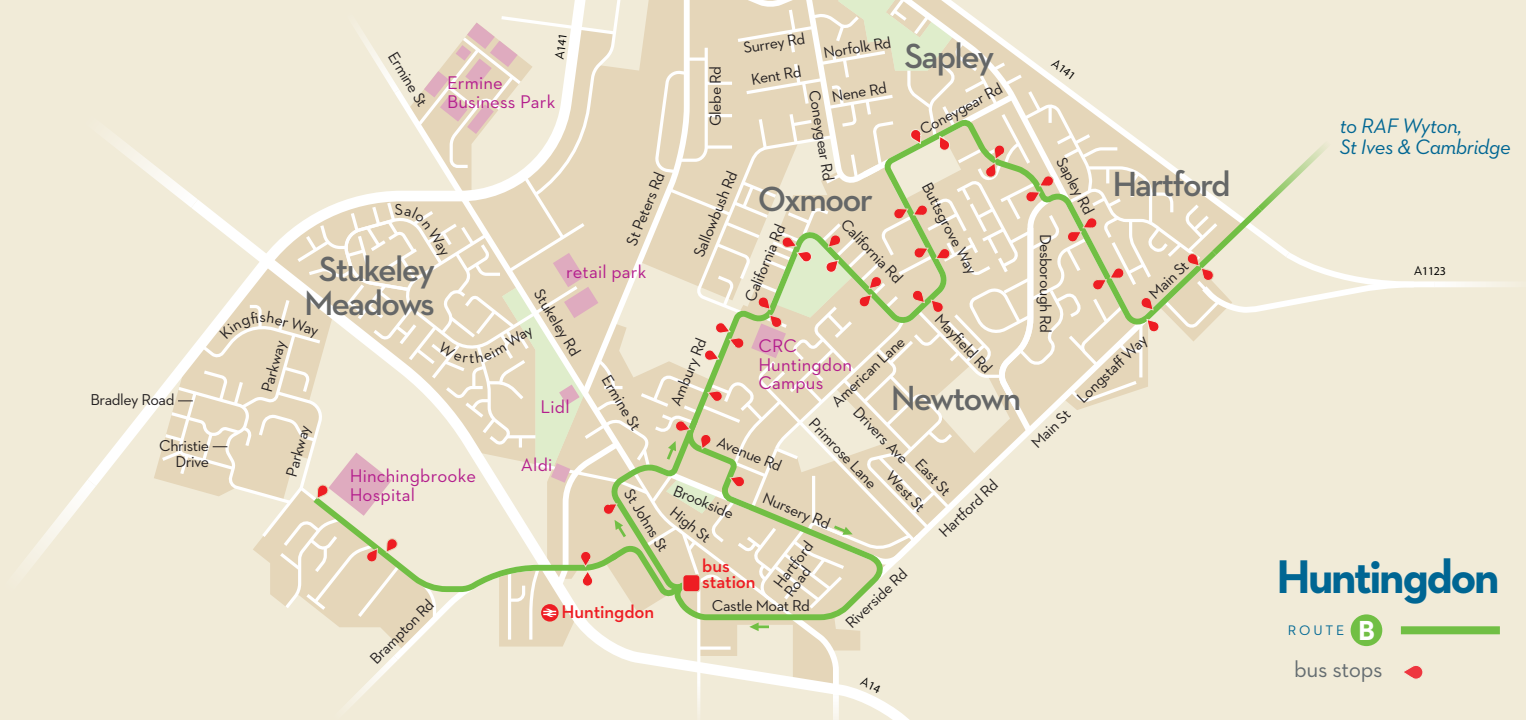 Surrey Rd
Norfolk Rd
Sapley
A141
A141
Ermine St
Kent Rd
Glebe Rd
Ermine
Business Park
Nene Rd
Coneygear Rd
Coneygear Rd
to RAF Wyton,
St Ives & Cambridge
Sapley Rd
Hartford
St Peters Rd
Sallowbush Rd
Oxmoor
Buttsgrove Way
Salon Way
California Rd
California Rd
Desborough Rd
Stukeley
Meadows
retail park
Main St
A1123
Kingfisher Way
Stukeley Rd
Wertheim Way
Mayfield Rd
Parkway
CRC
Huntingdon
Campus
Ambury Rd
American Lane
Longstaff Way
Bradley Road
Lidl
Ermine St
Newtown
Main St
Christie
Drive
Parkway
Drivers Ave
Primrose Lane
Avenue Rd
Aldi
East St
West St
Hinchingbrooke
Hospital
Brookside
Nursery Rd
Hartford Rd
St Johns St
High St
bus
station
Hartford
Road
Huntingdon
Castle Moat Rd
Riverside Rd
Brampton Rd
A14
Huntingdon
ROUTE B
bus stops